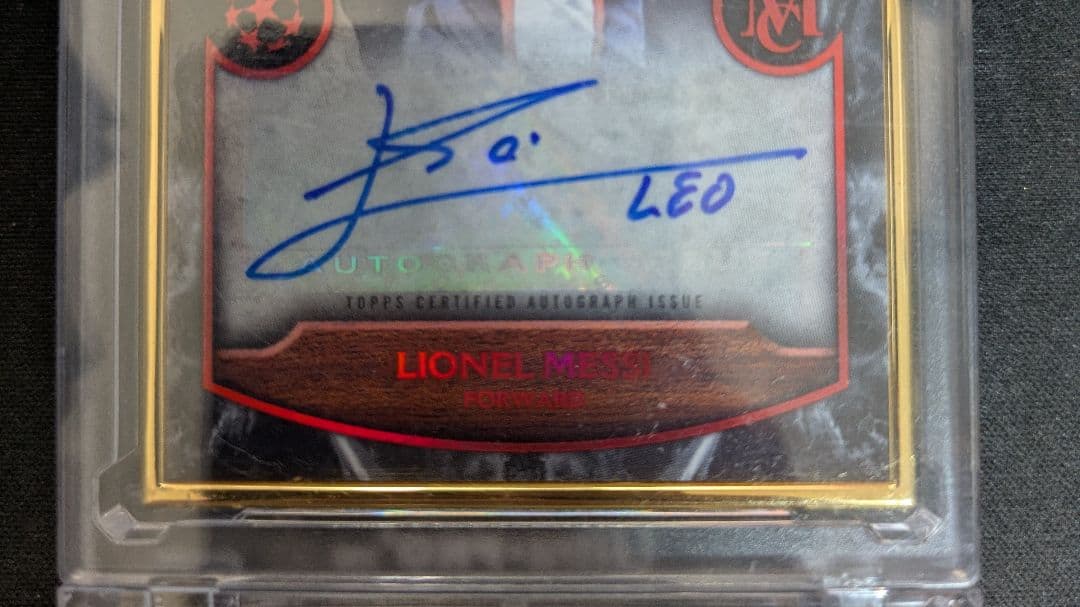 LEO
AUTOGRAPH
TOPPS CERTIFIED AUTOGRAPH ISSUE
LIONEL MESSI
FORWARD